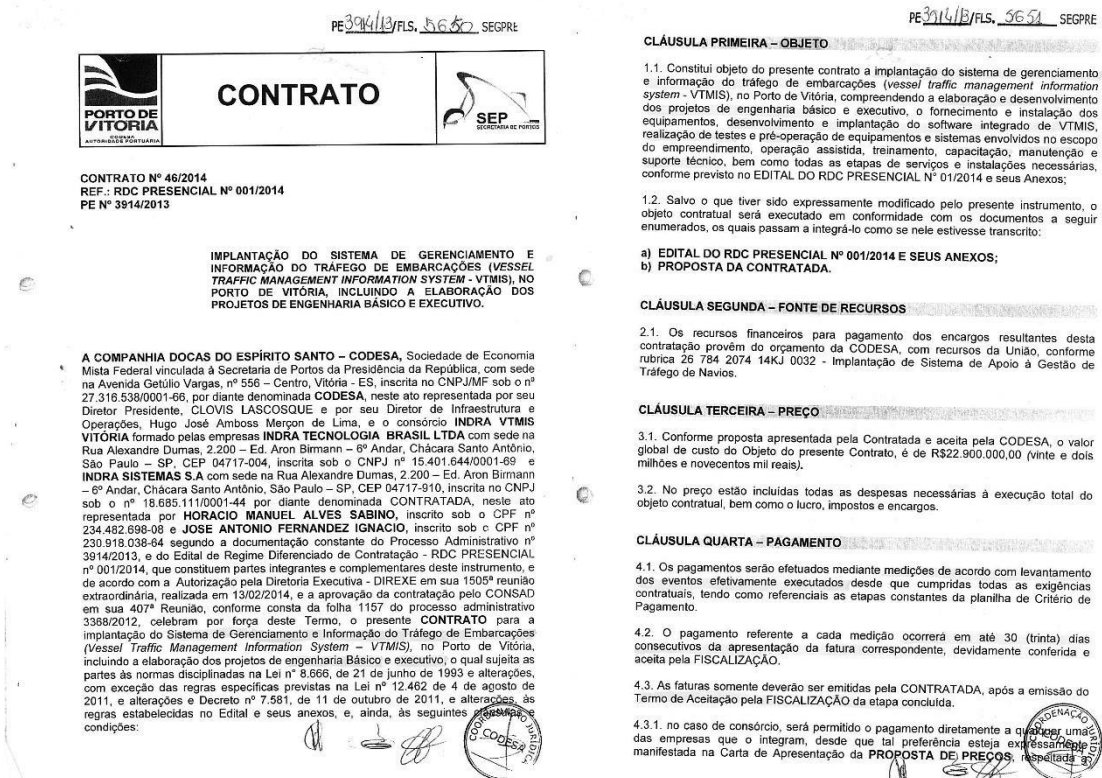 PE 3914/13/FLS. 5650 SEGPRE
PORTO DE
VITÓRIA
CODESA
AUTORIDADE PORTUÁRIA
CONTRATO
SEP
SECRETARIA DE PORTOS
CONTRATO Nº 46/2014
REF.: RDC PRESENCIAL Nº 001/2014
PE Nº 3914/2013
IMPLANTAÇÃO DO SISTEMA DE GERENCIAMENTO E
INFORMAÇÃO DO TRÁFEGO DE EMBARCAÇÕES (VESSEL
TRAFFIC MANAGEMENT INFORMATION SYSTEM - VTMIS), NO
PORTO DE VITÓRIA, INCLUINDO A ELABORAÇÃO DOS
PROJETOS DE ENGENHARIA BÁSICO E EXECUTIVO.
A COMPANHIA DOCAS DO ESPÍRITO SANTO – CODESA, Sociedade de Economia
Mista Federal vinculada à Secretaria de Portos da Presidência da República, com sede
na Avenida Getúlio Vargas, nº 556 – Centro, Vitória - ES, inscrita no CNPJ/MF sob o nº
27.316.538/0001-66, por diante denominada CODESA, neste ato representada por seu
Diretor Presidente, CLOVIS LASCOSQUE e por seu Diretor de Infraestrutura e
Operações, Hugo José Amboss Merçon de Lima, e o consórcio INDRA VTMIS
VITÓRIA formado pelas empresas INDRA TECNOLOGIA BRASIL LTDA com sede na
Rua Alexandre Dumas, 2.200 – Ed. Aron Birmann – 6º Andar, Chácara Santo Antônio,
São Paulo – SP, CEP 04717-004, inscrita sob o CNPJ nº 15.401.644/0001-69 e
INDRA SISTEMAS S.A com sede na Rua Alexandre Dumas, 2.200 – Ed. Aron Birmann
– 6º Andar, Chácara Santo Antônio, São Paulo – SP, CEP 04717-910, inscrita no CNPJ
sob o nº 18.685.111/0001-44 por diante denominada CONTRATADA, neste ato
representada por HORACIO MANUEL ALVES SABINO, inscrito sob o CPF nº
234.482.698-08 e JOSE ANTONIO FERNANDEZ IGNACIO, inscrito sob o CPF nº
230.918.038-64 segundo a documentação constante do Processo Administrativo nº
3914/2013, e do Edital de Regime Diferenciado de Contratação - RDC PRESENCIAL
nº 001/2014, que constituem partes integrantes e complementares deste instrumento, e
de acordo com a Autorização pela Diretoria Executiva - DIREXE em sua 1505ª reunião
extraordinária, realizada em 13/02/2014, e a aprovação da contratação pelo CONSAD
em sua 407ª Reunião, conforme consta da folha 1157 do processo administrativo
3368/2012, celebram por força deste Termo, o presente CONTRATO para a
implantação do Sistema de Gerenciamento e Informação do Tráfego de Embarcações
(Vessel Traffic Management Information System – VTMIS), no Porto de Vitória,
incluindo a elaboração dos projetos de engenharia Básico e executivo, o qual sujeita as
partes às normas disciplinadas na Lei nº 8.666, de 21 de junho de 1993 e alterações,
com exceção das regras específicas previstas na Lei nº 12.462 de 4 de agosto de
2011, e alterações e Decreto nº 7.581, de 11 de outubro de 2011, e alterações, às
regras estabelecidas no Edital e seus anexos, e, ainda, às seguintes e
condições:
COORDENAÇÃO JURÍDICA
CODESA
PE 3914/13/FLS. 5651 SEGPRE
CLÁUSULA PRIMEIRA – OBJETO
1.1. Constitui objeto do presente contrato a implantação do sistema de gerenciamento
e informação do tráfego de embarcações (vessel traffic management information
system - VTMIS), no Porto de Vitória, compreendendo a elaboração e desenvolvimento
dos projetos de engenharia básico e executivo, o fornecimento e instalação dos
equipamentos, desenvolvimento e implantação do software integrado de VTMIS,
realização de testes e pré-operação de equipamentos e sistemas envolvidos no escopo
do empreendimento, operação assistida, treinamento, capacitação, manutenção e
suporte técnico, bem como todas as etapas de serviços e instalações necessárias,
conforme previsto no EDITAL DO RDC PRESENCIAL N° 01/2014 e seus Anexos;
1.2. Salvo o que tiver sido expressamente modificado pelo presente instrumento, o
objeto contratual será executado em conformidade com os documentos a seguir
enumerados, os quais passam a integrá-lo como se nele estivesse transcrito:
a) EDITAL DO RDC PRESENCIAL Nº 001/2014 E SEUS ANEXOS;
b) PROPOSTA DA CONTRATADA.
CLÁUSULA SEGUNDA – FONTE DE RECURSOS
2.1. Os recursos financeiros para pagamento dos encargos resultantes desta
contratação provêm do orçamento da CODESA, com recursos da União, conforme
rubrica 26 784 2074 14KJ 0032 - Implantação de Sistema de Apoio à Gestão de
Tráfego de Navios.
CLÁUSULA TERCEIRA – PREÇO
3.1. Conforme proposta apresentada pela Contratada e aceita pela CODESA, o valor
global de custo do Objeto do presente Contrato, é de R$22.900.000,00 (vinte e dois
milhões e novecentos mil reais).
3.2. No preço estão incluídas todas as despesas necessárias à execução total do
objeto contratual, bem como o lucro, impostos e encargos.
CLÁUSULA QUARTA – PAGAMENTO
4.1. Os pagamentos serão efetuados mediante medições de acordo com levantamento
dos eventos efetivamente executados desde que cumpridas todas as exigências
contratuais, tendo como referenciais as etapas constantes da planilha de Critério de
Pagamento.
4.2. O pagamento referente a cada medição ocorrerá em até 30 (trinta) dias
consecutivos da apresentação da fatura correspondente, devidamente conferida e
aceita pela FISCALIZAÇÃO.
4.3. As faturas somente deverão ser emitidas pela CONTRATADA, após a emissão do
Termo de Aceitação pela FISCALIZAÇÃO da etapa concluída.
4.3.1. no caso de consórcio, será permitido o pagamento diretamente a qualquer uma
das empresas que o integram, desde que tal preferência esteja expressamente
manifestada na Carta de Apresentação da PROPOSTA DE PREÇOS, respeitada a
COORDENAÇÃO JURÍDICA
CODESA